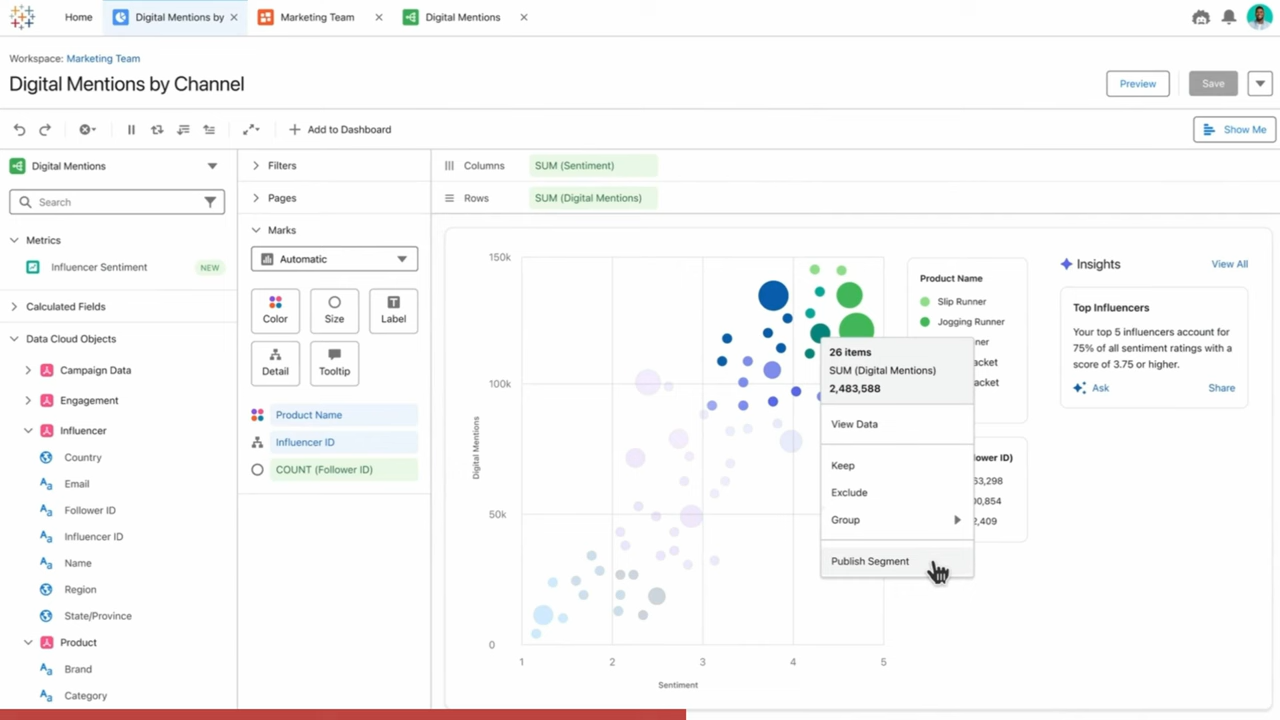 Home
Digital Mentions by
Marketing Team
Digital Mentions
Workspace: Marketing Team
Digital Mentions by Channel
Preview
Save
Add to Dashboard
Show Me
Digital Mentions
Search
Metrics
Influencer Sentiment NEW
Calculated Fields
Data Cloud Objects
Campaign Data
Engagement
Influencer
Country
Email
Follower ID
Influencer ID
Name
Region
State/Province
Product
Brand
Category
Filters
Pages
Marks
Automatic
Color
Size
Label
Detail
Tooltip
Product Name
Influencer ID
COUNT (Follower ID)
Columns
SUM (Sentiment)
Rows
SUM (Digital Mentions)
150k
100k
50k
0
Digital Mentions
1
2
3
4
5
Sentiment
26 items
SUM (Digital Mentions)
2,483,588
View Data
Keep
Exclude
Group
Publish Segment
Product Name
Slip Runner
Jogging Runner
ner
acket
acket
ower ID)
63,298
00,854
2,409
Insights
View All
Top Influencers
Your top 5 influencers account for
75% of all sentiment ratings with a
score of 3.75 or higher.
Ask
Share